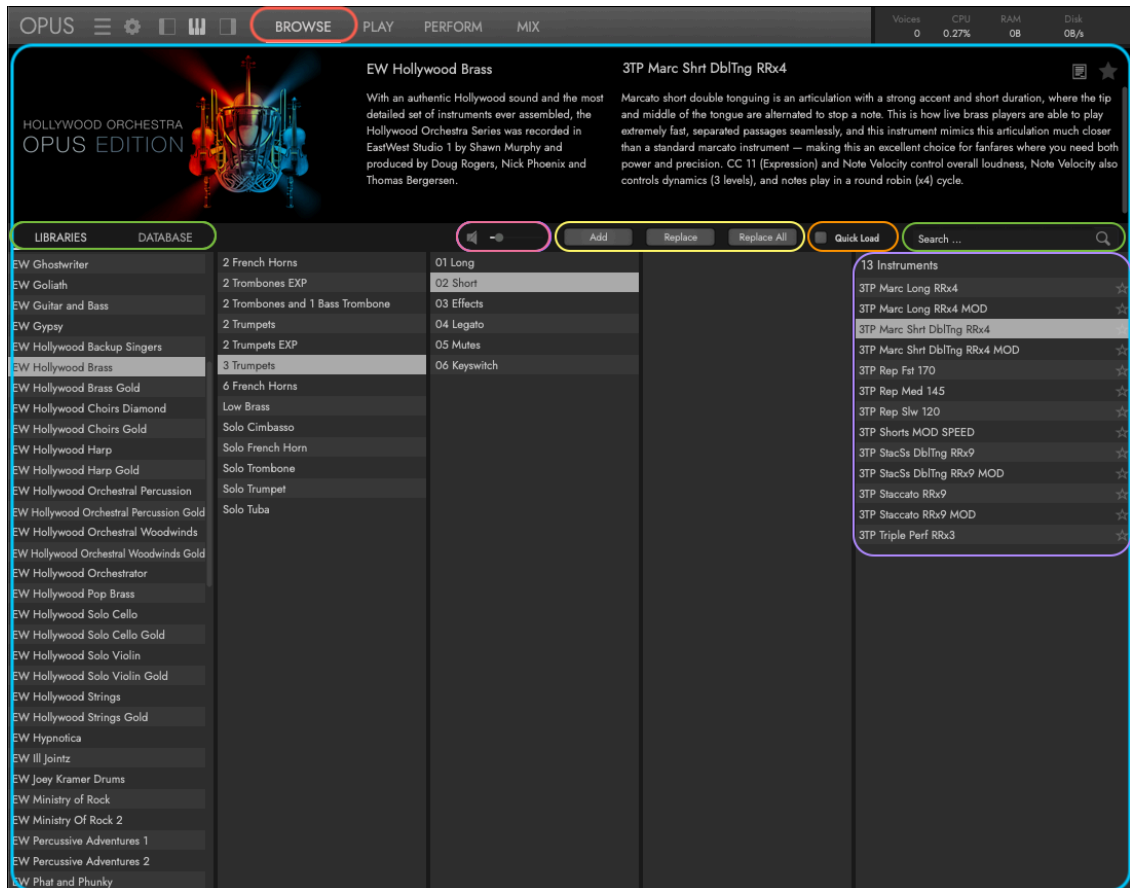 OPUS
BROWSE
PLAY
PERFORM
MIX
Voices CPU RAM Disk
0 0.27% 0B 0B/s
HOLLYWOOD ORCHESTRA
OPUS EDITION
EW Hollywood Brass
With an authentic Hollywood sound and the most
detailed set of instruments ever assembled, the
Hollywood Orchestra Series was recorded in
EastWest Studio 1 by Shawn Murphy and
produced by Doug Rogers, Nick Phoenix and
Thomas Bergersen.
3TP Marc Shrt DblTng RRx4
Marcato short double tonguing is an articulation with a strong accent and short duration, where the tip
and middle of the tongue are alternated to stop a note. This is how live brass players are able to play
extremely fast, separated passages seamlessly, and this instrument mimics this articulation much closer
than a standard marcato instrument — making this an excellent choice for fanfares where you need both
power and precision. CC 11 (Expression) and Note Velocity control overall loudness, Note Velocity also
controls dynamics (3 levels), and notes play in a round robin (x4) cycle.
LIBRARIES
DATABASE
Add
Replace
Replace All
Quick Load
Search ...
EW Ghostwriter
EW Goliath
EW Guitar and Bass
EW Gypsy
EW Hollywood Backup Singers
EW Hollywood Brass
EW Hollywood Brass Gold
EW Hollywood Choirs Diamond
EW Hollywood Choirs Gold
EW Hollywood Harp
EW Hollywood Harp Gold
EW Hollywood Orchestral Percussion
EW Hollywood Orchestral Percussion Gold
EW Hollywood Orchestral Woodwinds
EW Hollywood Orchestral Woodwinds Gold
EW Hollywood Orchestrator
EW Hollywood Pop Brass
EW Hollywood Solo Cello
EW Hollywood Solo Cello Gold
EW Hollywood Solo Violin
EW Hollywood Solo Violin Gold
EW Hollywood Strings
EW Hollywood Strings Gold
EW Hypnotica
EW Ill Jointz
EW Joey Kramer Drums
EW Ministry of Rock
EW Ministry Of Rock 2
EW Percussive Adventures 1
EW Percussive Adventures 2
EW Phat and Phunky
2 French Horns
2 Trombones EXP
2 Trombones and 1 Bass Trombone
2 Trumpets
2 Trumpets EXP
3 Trumpets
6 French Horns
Low Brass
Solo Cimbasso
Solo French Horn
Solo Trombone
Solo Trumpet
Solo Tuba
01 Long
02 Short
03 Effects
04 Legato
05 Mutes
06 Keyswitch
13 Instruments
3TP Marc Long RRx4
3TP Marc Long RRx4 MOD
3TP Marc Shrt DblTng RRx4
3TP Marc Shrt DblTng RRx4 MOD
3TP Rep Fst 170
3TP Rep Med 145
3TP Rep Slw 120
3TP Shorts MOD SPEED
3TP StacSs DblTng RRx9
3TP StacSs DblTng RRx9 MOD
3TP Staccato RRx9
3TP Staccato RRx9 MOD
3TP Triple Perf RRx3